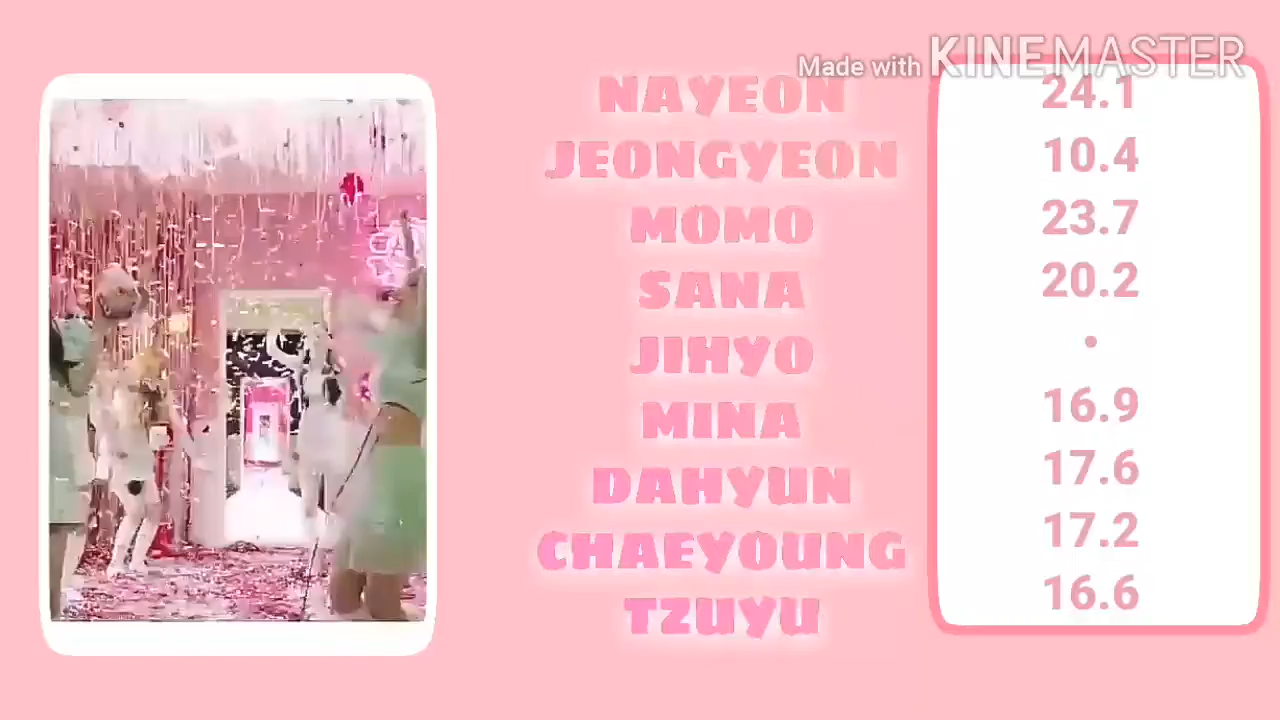 Made with KINEMASTER
NAYEON 24.1
JEONGYEON 10.4
MOMO 23.7
SANA 20.2
JIHYO •
MINA 16.9
DAHYUN 17.6
CHAEYOUNG 17.2
TZUYU 16.6